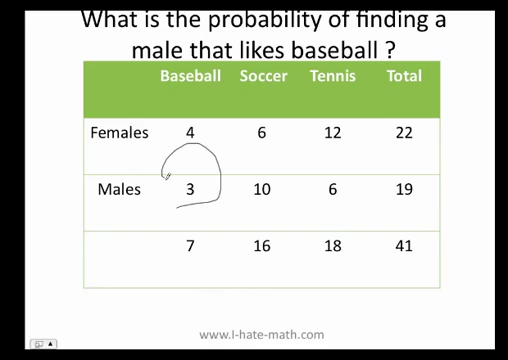 What is the probability of finding a
male that likes baseball ?
Baseball Soccer Tennis Total
Females 4 6 12 22
Males 3 10 6 19
7 16 18 41
www.I-hate-math.com